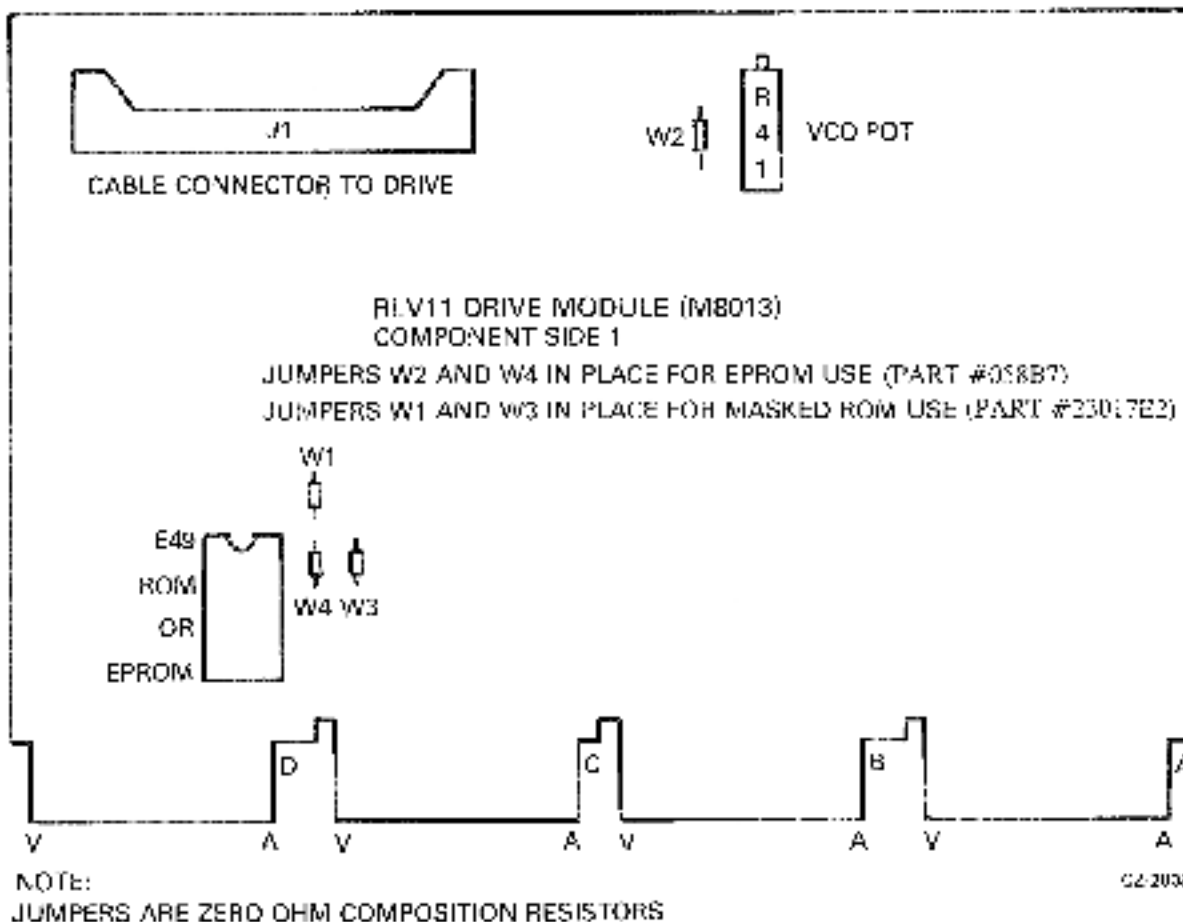 J1
CABLE CONNECTOR TO DRIVE
W2
R
4
1
VCO POT
RLV11 DRIVE MODULE (M8013)
COMPONENT SIDE 1
JUMPERS W2 AND W4 IN PLACE FOR EPROM USE
JUMPERS W1 AND W3 IN PLACE FOR MASKED ROM USE (PART #23017E2)
W1
E49
ROM
OR
EPROM
W4 W3
D C B A
V A V A V A V A
NOTE:
JUMPERS ARE ZERO OHM COMPOSITION RESISTORS